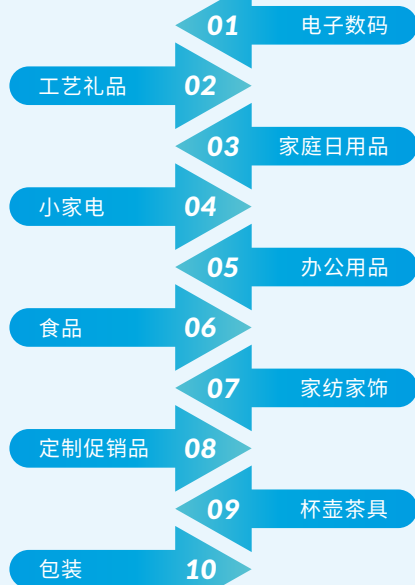 01 电子数码
工艺礼品 02
03 家庭日用品
小家电 04
05 办公用品
食品 06
07 家纺家饰
定制促销品 08
09 杯壶茶具
包装 10